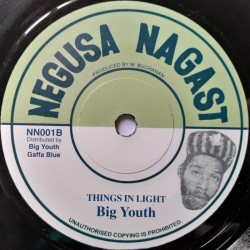 NEGUSA NAGAST
PRODUCED BY M. BUCHANAN
NN001B
Distributed by
Big Youth
Gaffa Blue
THINGS IN LIGHT
Big Youth
UNAUTHORISED COPYING IS PROHIBITED.